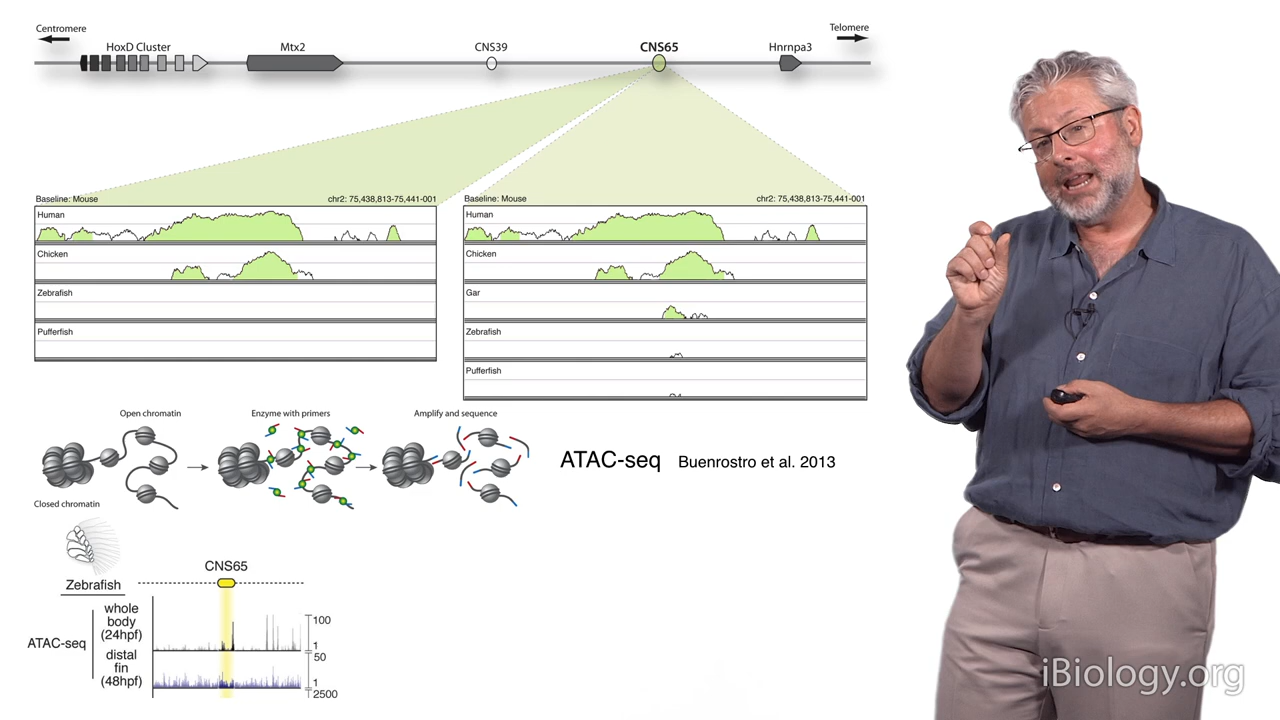 Centromere
Telomere
HoxD Cluster
Mtx2
CNS39
CNS65
Hnrnpa3
Baseline: Mouse
chr2: 75,438,813-75,441-001
Human
Chicken
Zebrafish
Pufferfish
Baseline: Mouse
chr2: 75,438,813-75,441-001
Human
Chicken
Gar
Zebrafish
Pufferfish
Open chromatin
Enzyme with primers
Amplify and sequence
Closed chromatin
ATAC-seq Buenrostro et al. 2013
Zebrafish
CNS65
ATAC-seq
whole
body
(24hpf)
distal
fin
(48hpf)
100
1
50
1
2500
iBiology.org